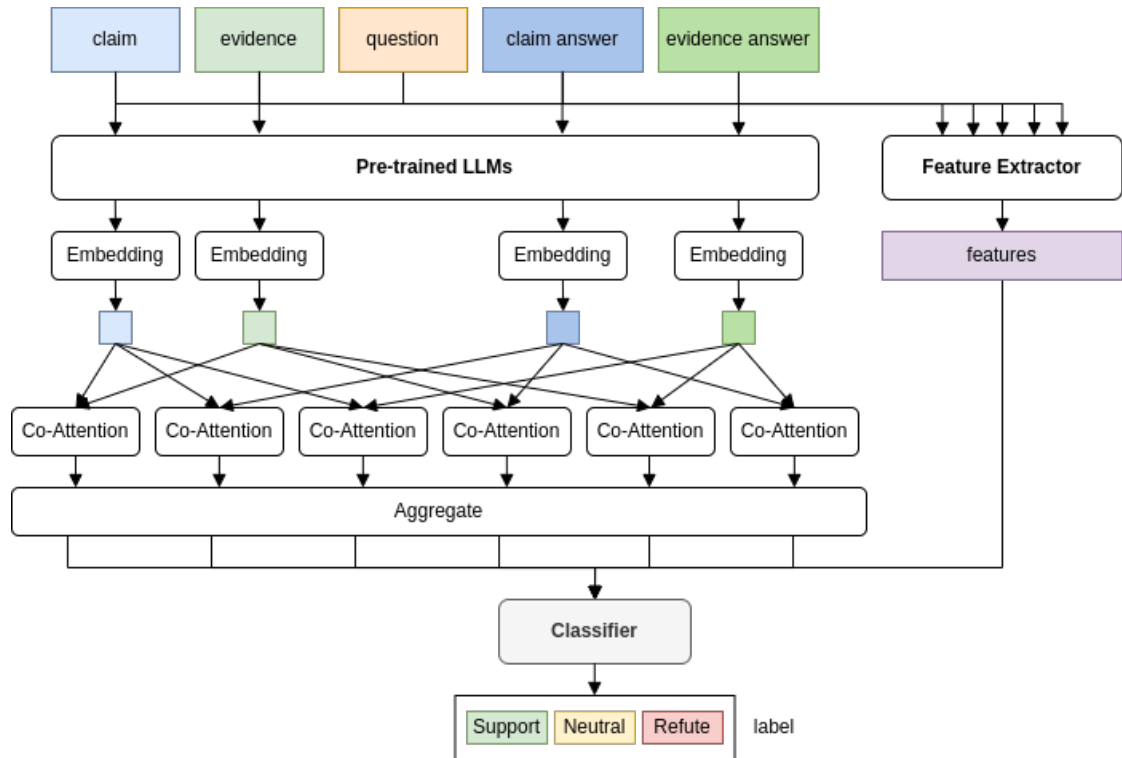 claim
evidence
question
claim answer
evidence answer
Pre-trained LLMs
Feature Extractor
Embedding
Embedding
Embedding
Embedding
features
Co-Attention
Co-Attention
Co-Attention
Co-Attention
Co-Attention
Co-Attention
Aggregate
Classifier
Support
Neutral
Refute
label